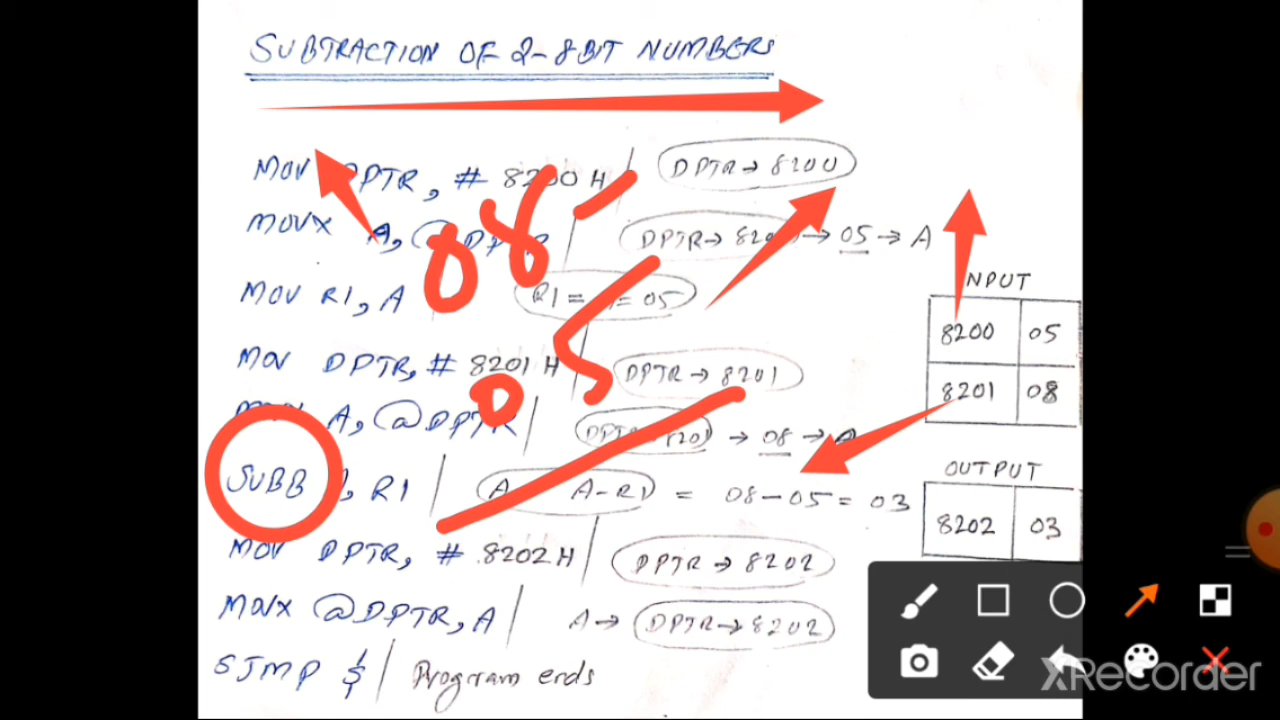 SUBTRACTION OF 2-8BIT NUMBERS
MOV DPTR, # 8200 H | DPTR → 8200
MOVX A, @DPTR | DPTR → 8200 → 05 → A
MOV R1, A | R1 = A = 05
MOV DPTR, # 8201 H | DPTR → 8201
MOVX A, @DPTR | DPTR → 8201 → 08 → A
SUBB A, R1 | A A-R1 = 08-05 = 03
MOV DPTR, # 8202 H | DPTR → 8202
MOVX @DPTR, A | A → DPTR → 8202
SJMP $ | Program ends
08 -
05
INPUT
8200 05
8201 08
OUTPUT
8202 03
XRecorder